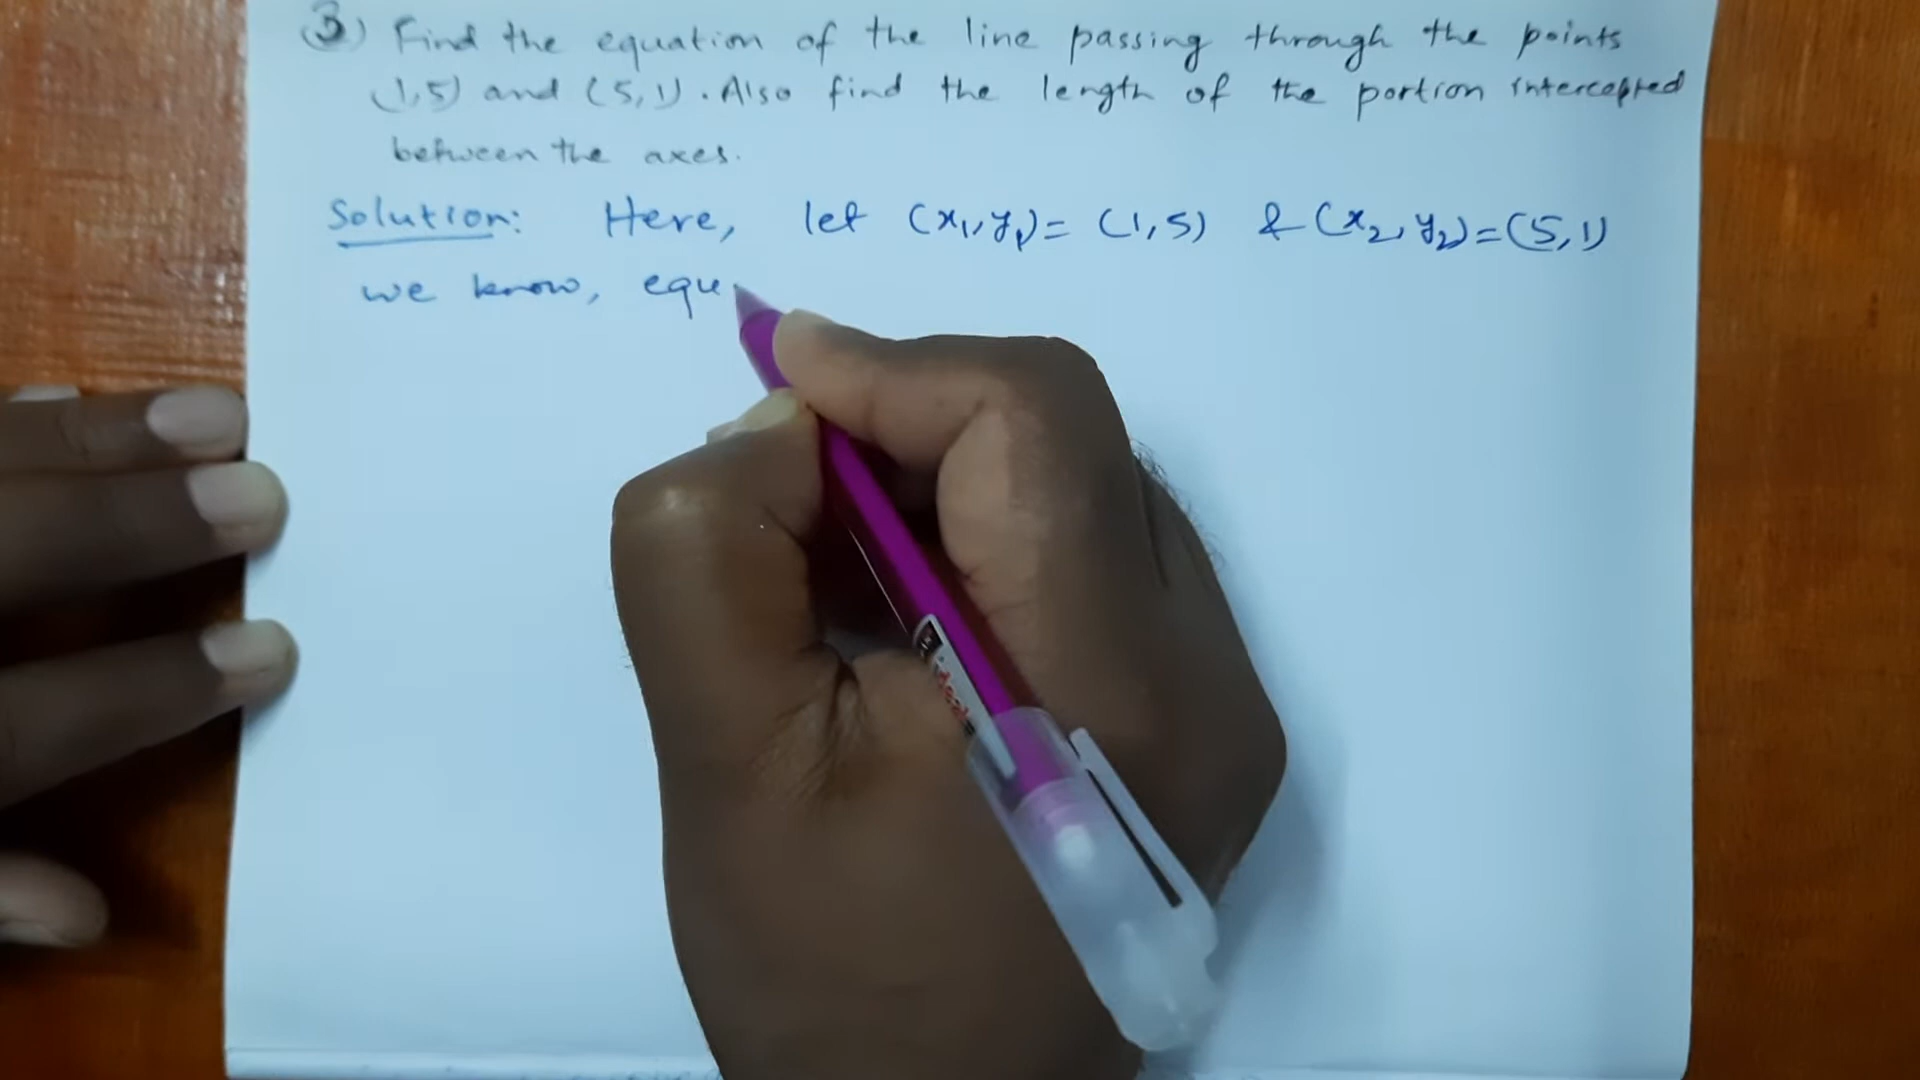 3) Find the equation of the line passing through the points
(1,5) and (5,1). Also find the length of the portion intercepted
between the axes.
Solution: Here, let (x₁,y₁)= (1,5) & (x₂,y₂)=(5,1)
we know, equ